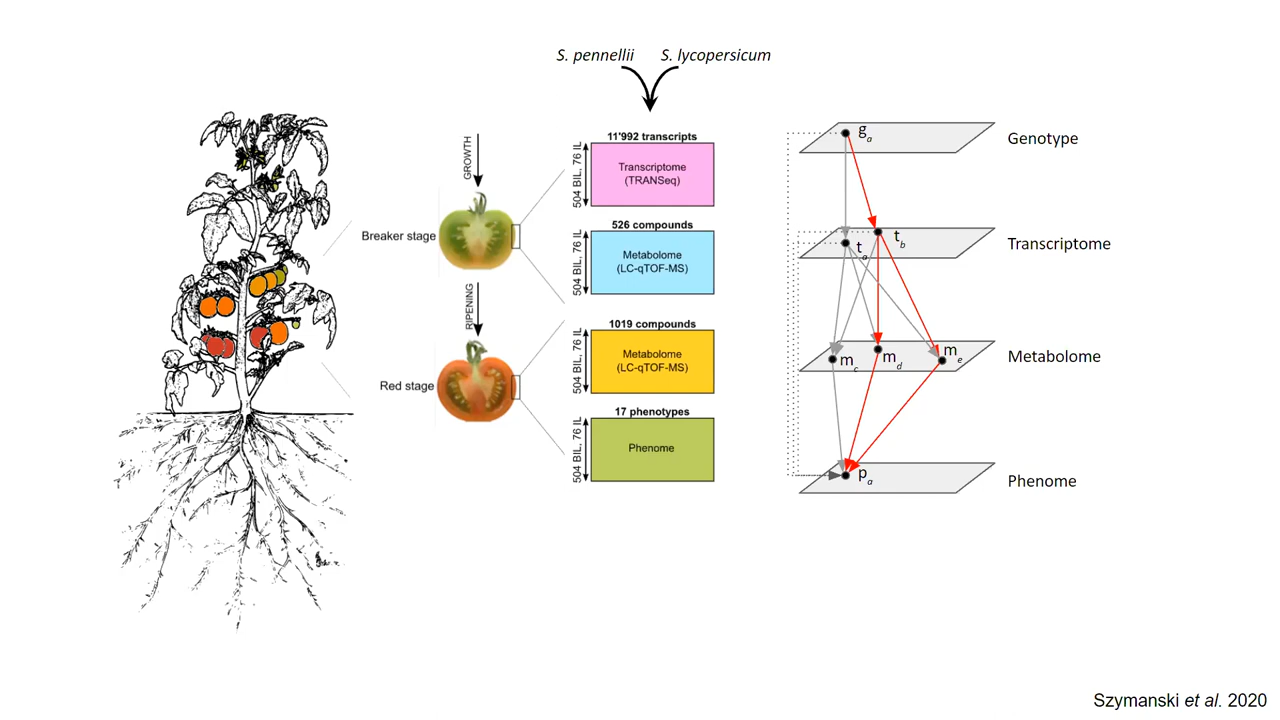 S. pennellii S. lycopersicum
GROWTH
Breaker stage
RIPENING
Red stage
11'992 transcripts
504 BIL, 76 IL
Transcriptome
(TRANSeq)
526 compounds
504 BIL, 76 IL
Metabolome
(LC-qTOF-MS)
1019 compounds
504 BIL, 76 IL
Metabolome
(LC-qTOF-MS)
17 phenotypes
504 BIL, 76 IL
Phenome
ga
Genotype
ta
tb
Transcriptome
mc
md
me
Metabolome
pa
Phenome
Szymanski et al. 2020